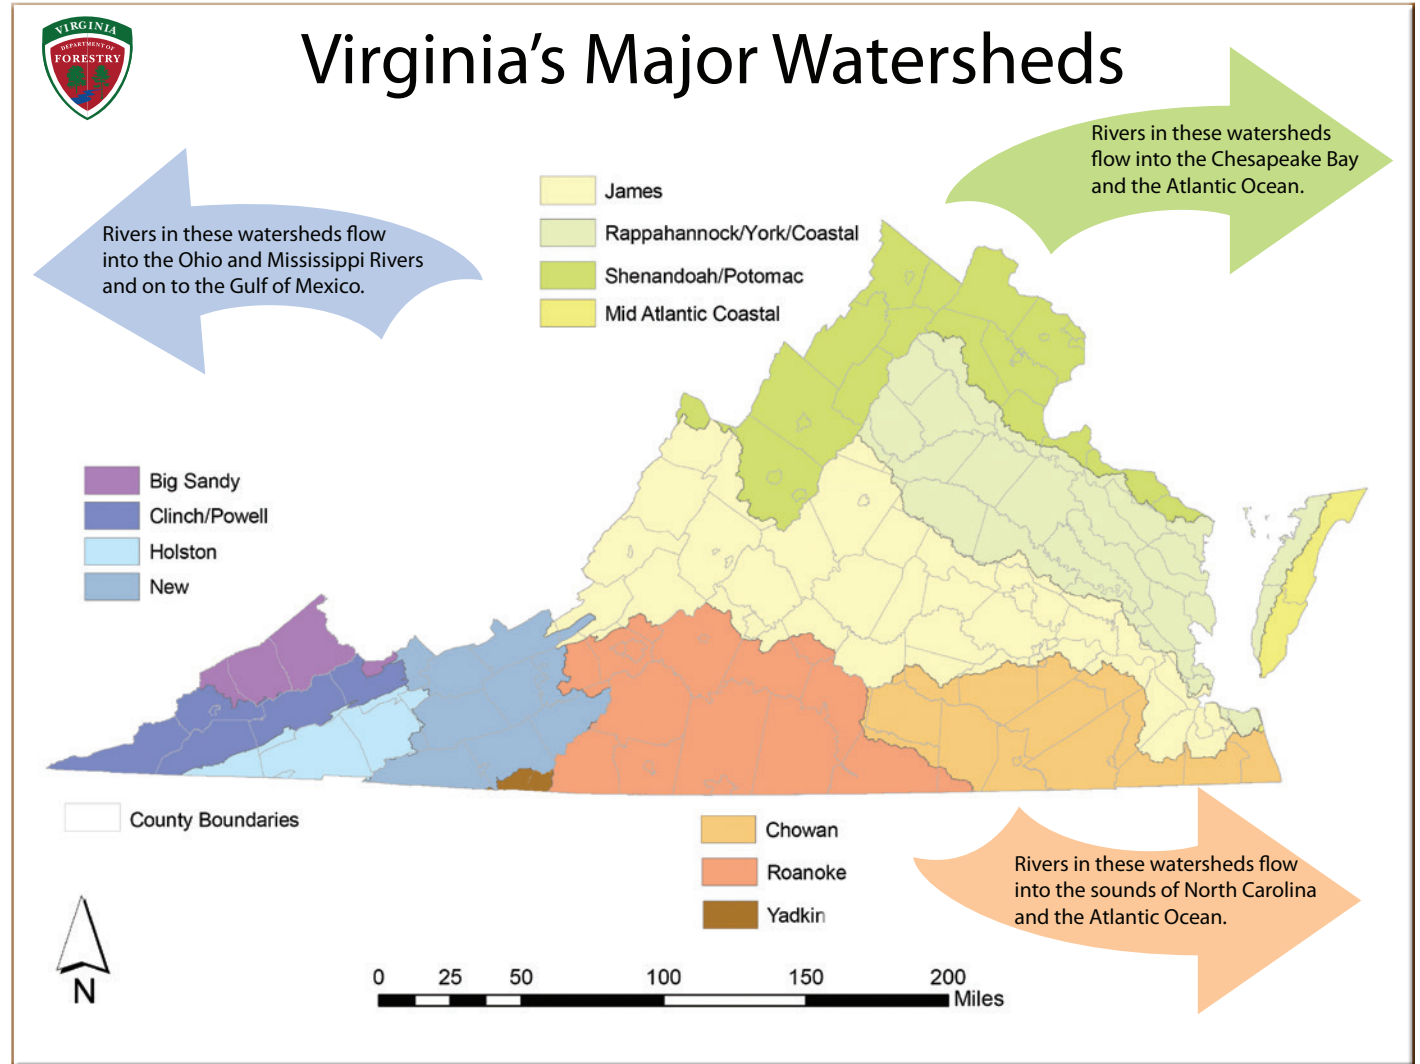 VIRGINIA
DEPARTMENT OF
FORESTRY
Virginia's Major Watersheds
Rivers in these watersheds
flow into the Chesapeake Bay
and the Atlantic Ocean.
Rivers in these watersheds flow
into the Ohio and Mississippi Rivers
and on to the Gulf of Mexico.
James
Rappahannock/York/Coastal
Shenandoah/Potomac
Mid Atlantic Coastal
Big Sandy
Clinch/Powell
Holston
New
County Boundaries
Chowan
Roanoke
Yadkin
Rivers in these watersheds flow
into the sounds of North Carolina
and the Atlantic Ocean.
N
0 25 50 100 150 200
Miles